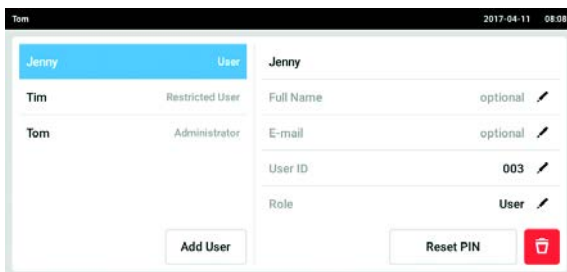 Tom 2017-04-11 08:08
Jenny User
Tim Restricted User
Tom Administrator
Add User
Jenny
Full Name optional
E-mail optional
User ID 003
Role User
Reset PIN